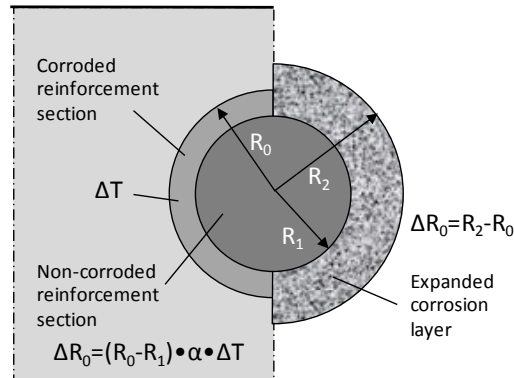 Corroded
reinforcement
section
R₀
R₂
ΔT
R₁
ΔR₀=R₂-R₀
Non-corroded
reinforcement
section
Expanded
corrosion
layer
ΔR₀=(R₀-R₁)•α•ΔT